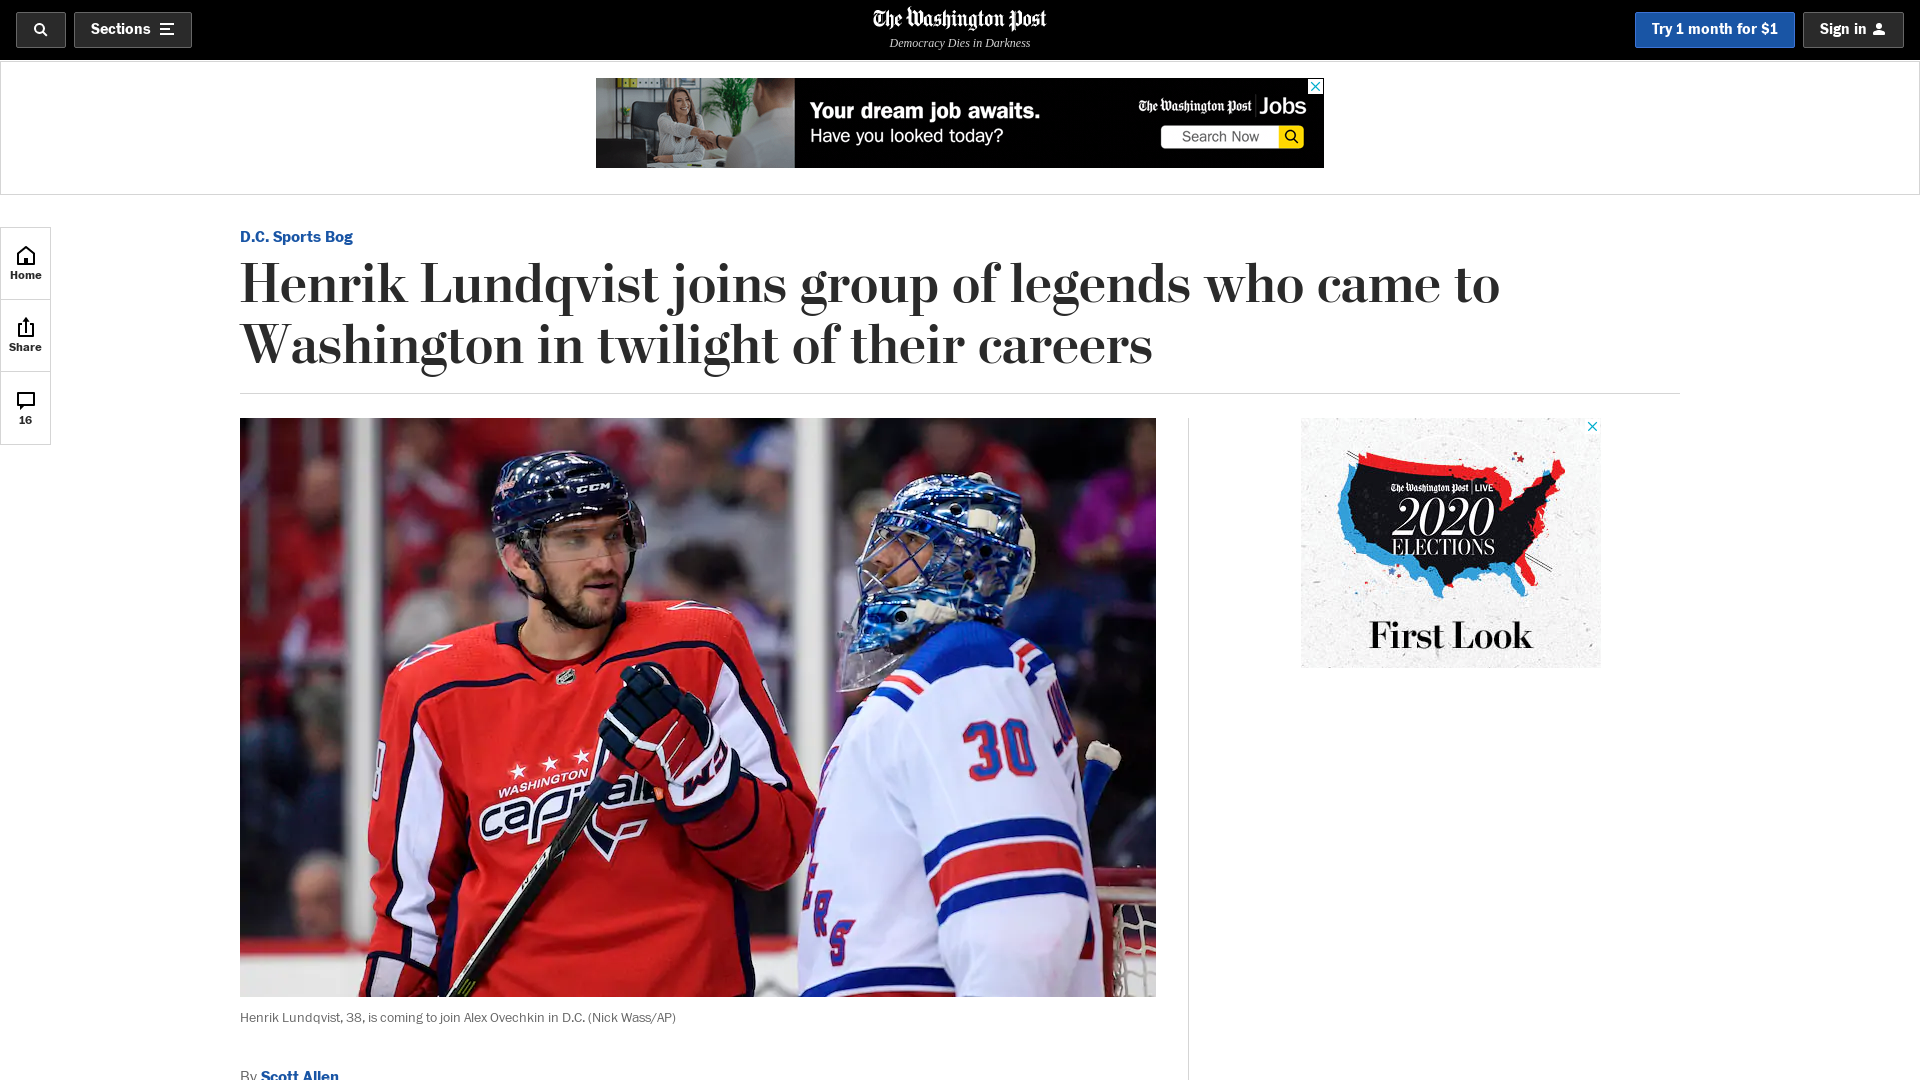 Sections
The Washington Post
Democracy Dies in Darkness
Try 1 month for $1
Sign in
Your dream job awaits.
Have you looked today?
The Washington Post Jobs
Search Now
Home
Share
16
D.C. Sports Bog
Henrik Lundqvist joins group of legends who came to
Washington in twilight of their careers
CCM
WASHINGTON
capitals
30
The Washington Post LIVE
2020
ELECTIONS
First Look
Henrik Lundqvist, 38, is coming to join Alex Ovechkin in D.C. (Nick Wass/AP)
By Scott Allen